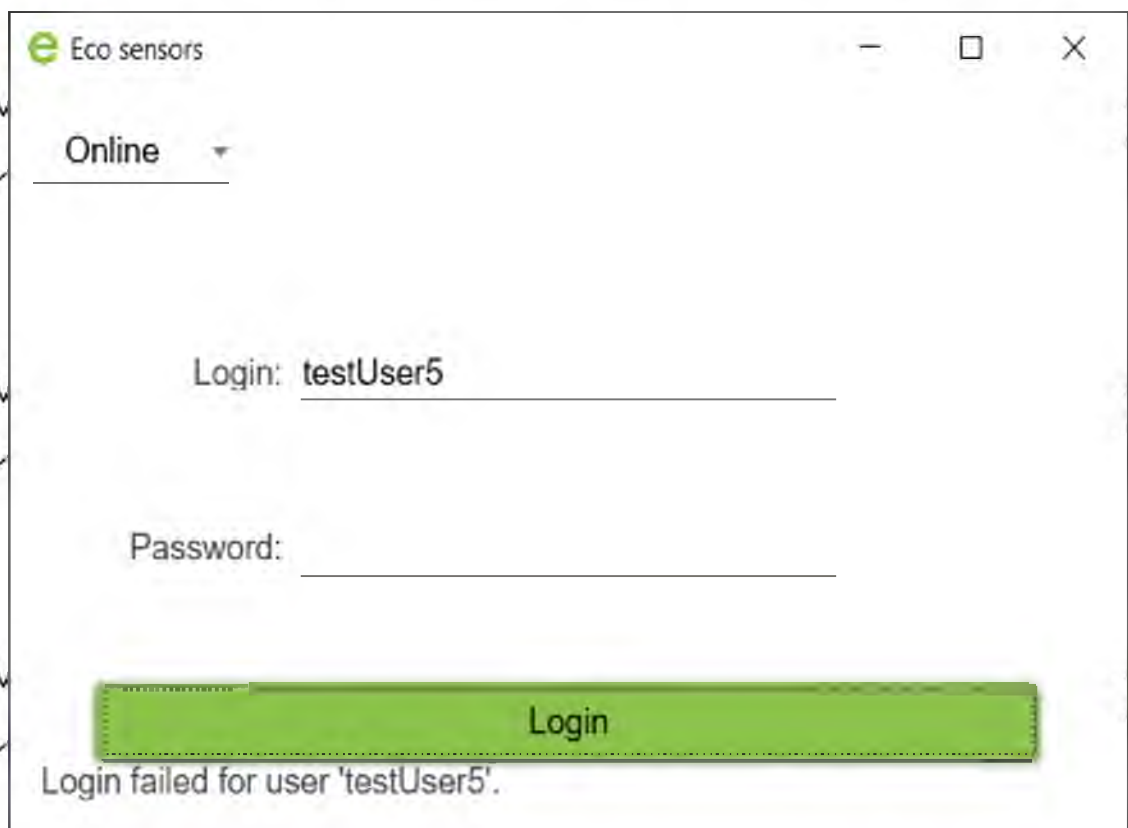 Eco sensors
Online
Login: testUser5
Password:
Login
Login failed for user 'testUser5'.